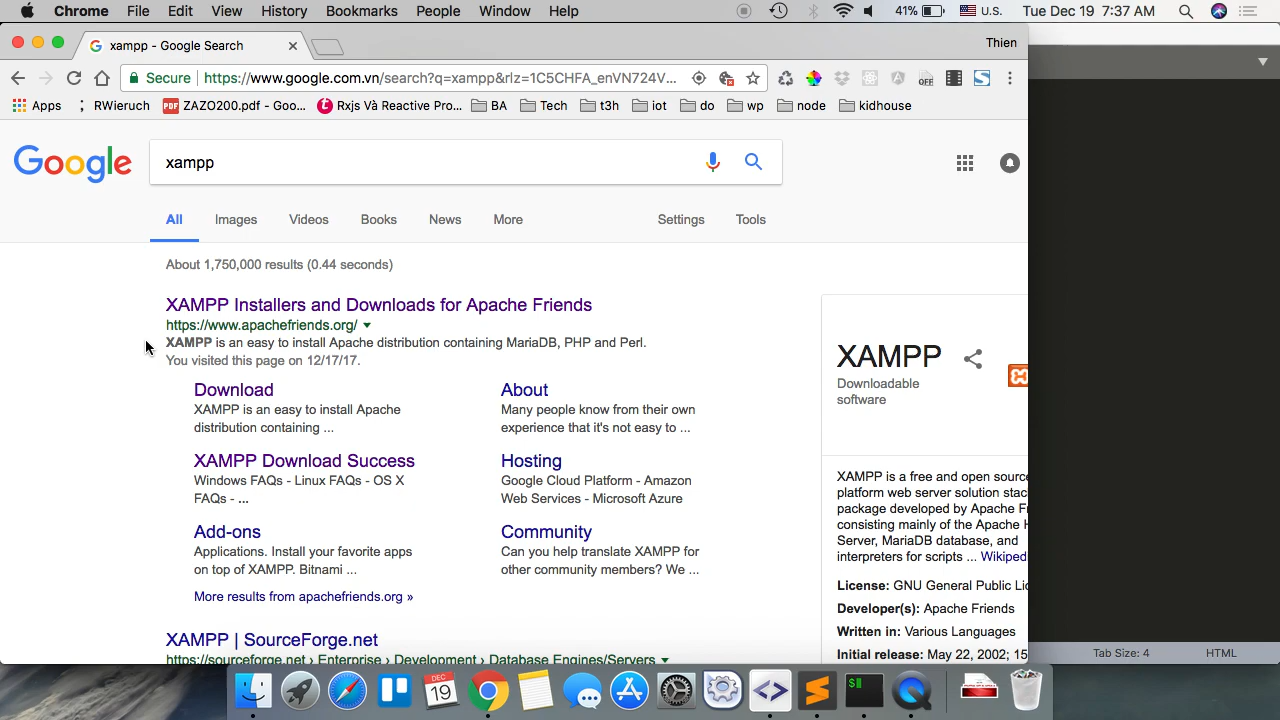 Chrome File Edit View History Bookmarks People Window Help 41% U.S. Tue Dec 19 7:37 AM
xampp - Google Search Thien
Secure https://www.google.com.vn/search?q=xampp&rlz=1C5CHFA_enVN724V... OFF
Apps RWieruch PDF ZAZO200.pdf - Goo... t Rxjs Và Reactive Pro... BA Tech t3h iot do wp node kidhouse
Google xampp
All Images Videos Books News More Settings Tools
About 1,750,000 results (0.44 seconds)
XAMPP Installers and Downloads for Apache Friends
https://www.apachefriends.org/
XAMPP is an easy to install Apache distribution containing MariaDB, PHP and Perl.
You visited this page on 12/17/17.
Download
XAMPP is an easy to install Apache
distribution containing ...
About
Many people know from their own
experience that it's not easy to ...
XAMPP Download Success
Windows FAQs - Linux FAQs - OS X
FAQs - ...
Hosting
Google Cloud Platform - Amazon
Web Services - Microsoft Azure
Add-ons
Applications. Install your favorite apps
on top of XAMPP. Bitnami ...
Community
Can you help translate XAMPP for
other community members? We ...
More results from apachefriends.org »
XAMPP | SourceForge.net
https://sourceforge.net › Enterprise › Development › Database Engines/Servers
XAMPP
Downloadable
software
XAMPP is a free and open source
platform web server solution stac
package developed by Apache Fr
consisting mainly of the Apache H
Server, MariaDB database, and
interpreters for scripts ... Wikiped
License: GNU General Public Lic
Developer(s): Apache Friends
Written in: Various Languages
Initial release: May 22, 2002; 15
Tab Size: 4 HTML
DEC
19